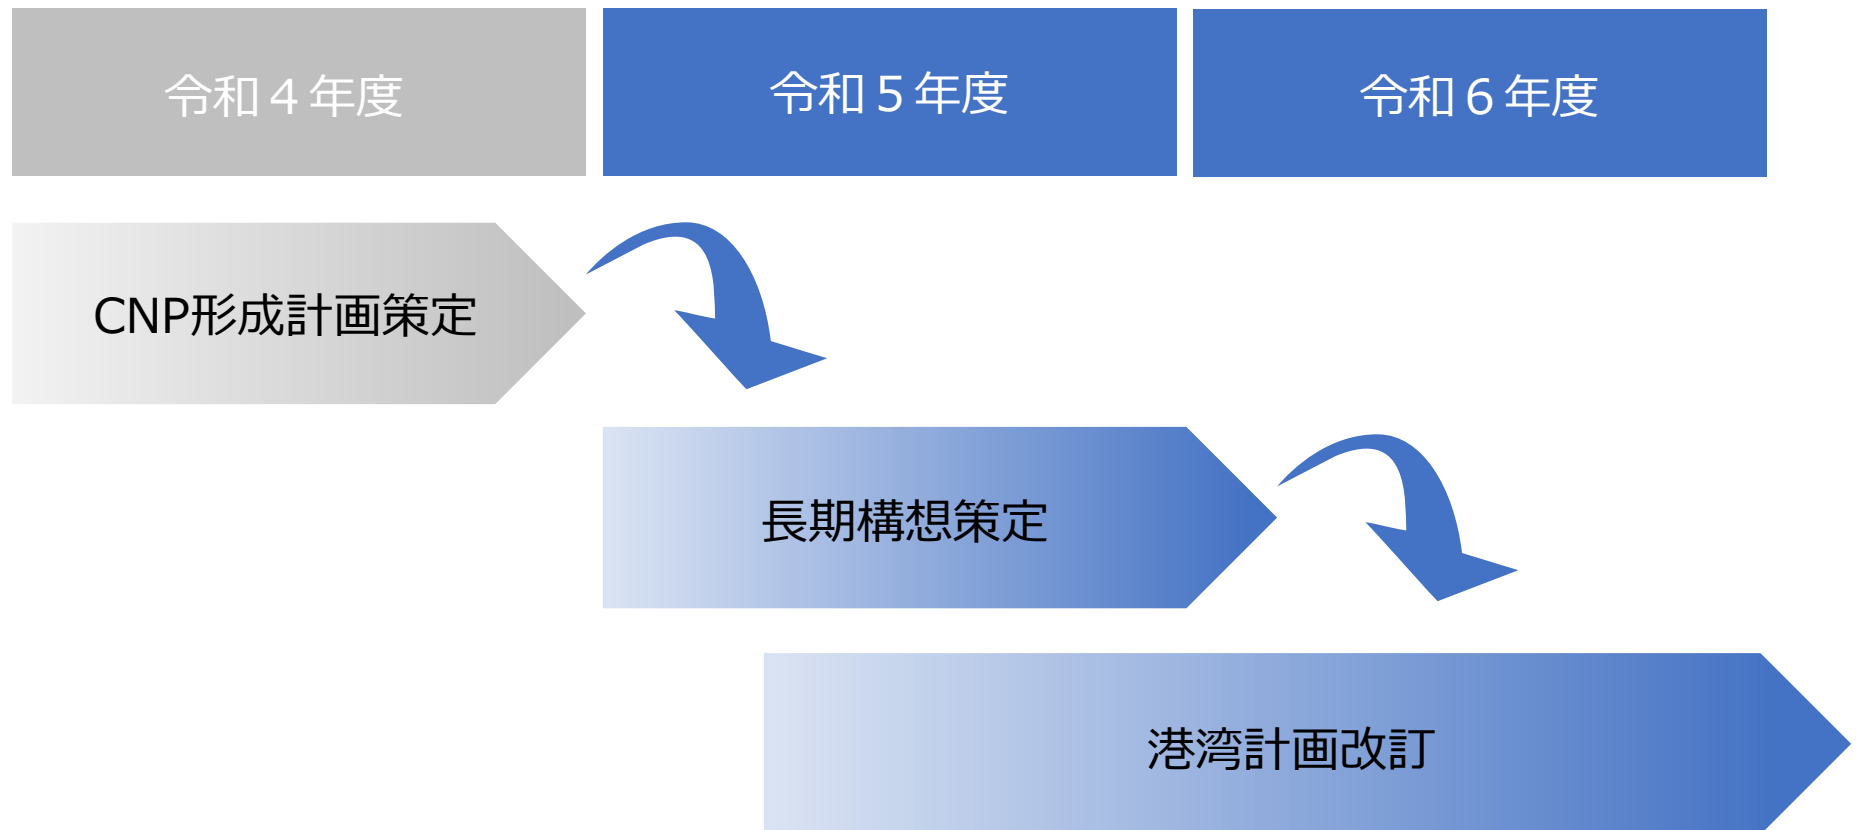 令和４年度
令和５年度
令和６年度
CNP形成計画策定
長期構想策定
港湾計画改訂